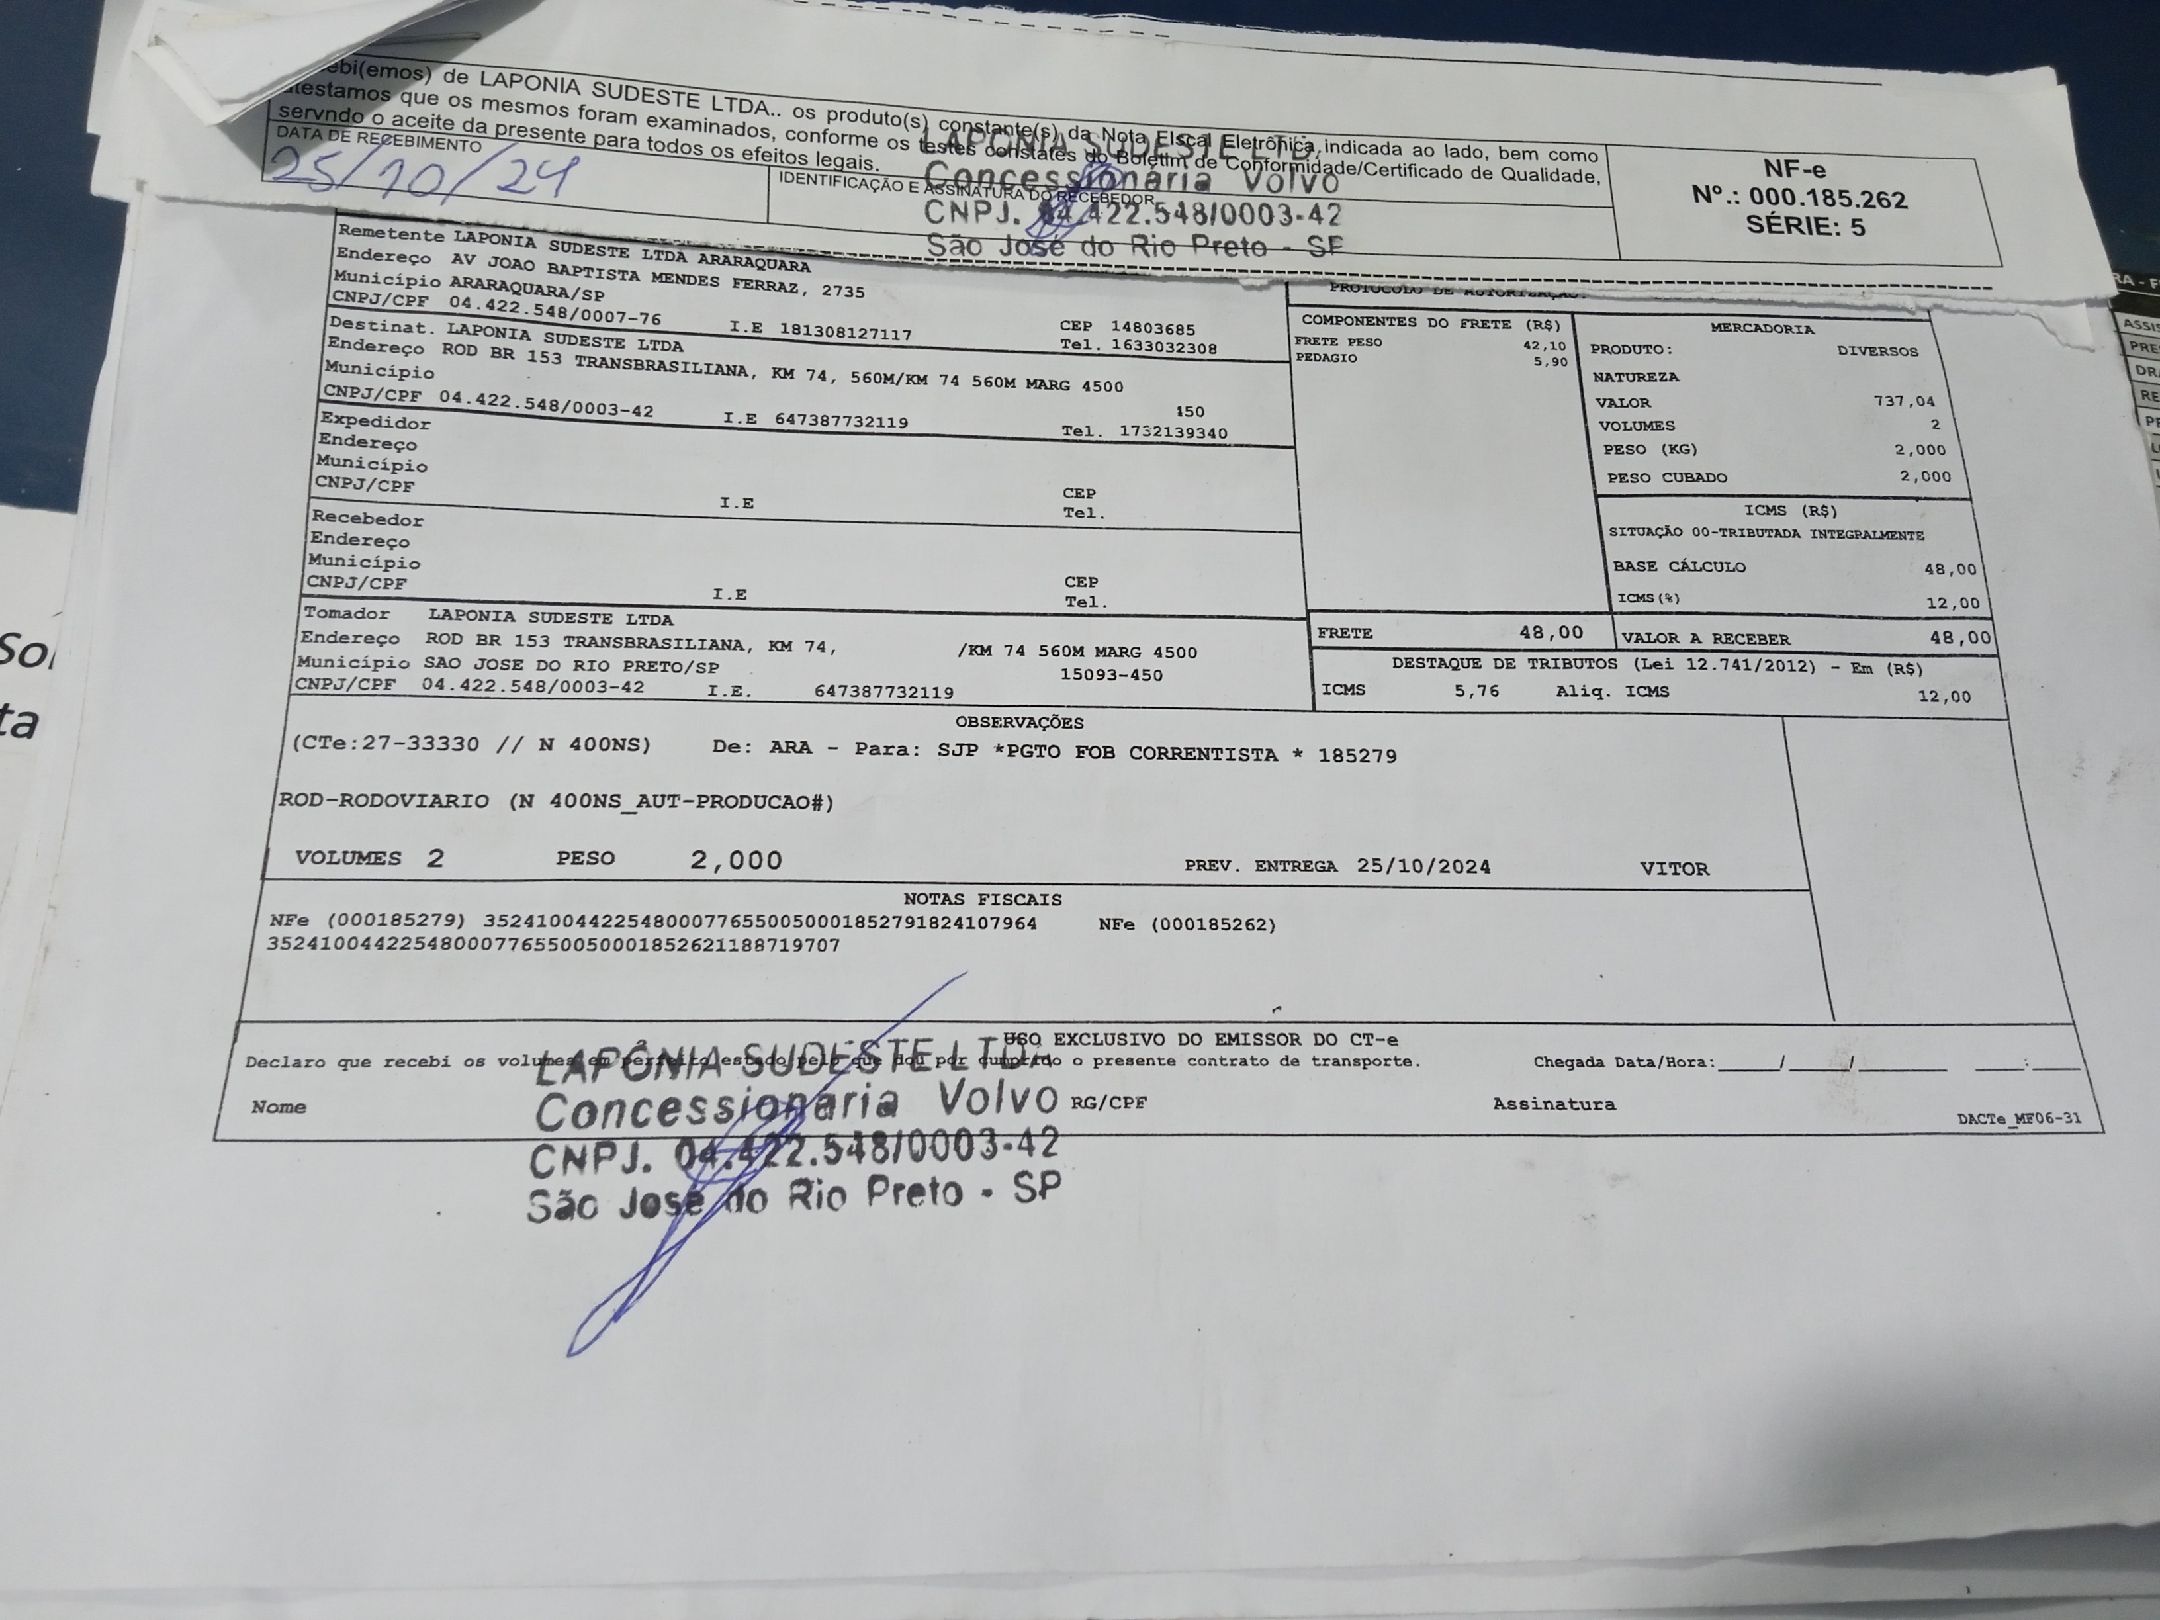 ebi(emos) de LAPONIA SUDESTE LTDA.. os produto(s) constante(s) da Nota FIscal Eletrônica, indicada ao lado, bem como
atestamos que os mesmos foram examinados, conforme os testes constates do Boletim de Conformidade/Certificado de Qualidade,
servndo o aceite da presente para todos os efeitos legais.
DATA DE RECEBIMENTO
25/10/24
IDENTIFICAÇÃO E ASSINATURA DO RECEBEDOR
LAPONIA SUDESTE LTDA.
Concessionaria Volvo
CNPJ. 04.422.548/0003-42
São José do Rio Preto - SP
NF-e
Nº.: 000.185.262
SÉRIE: 5
PROTOCOLO DE AUTORIZAÇÃO:
Remetente LAPONIA SUDESTE LTDA ARARAQUARA
Endereço AV JOAO BAPTISTA MENDES FERRAZ, 2735
Município ARARAQUARA/SP CEP 14803685
CNPJ/CPF 04.422.548/0007-76 I.E 181308127117 Tel. 1633032308
Destinat. LAPONIA SUDESTE LTDA
Endereço ROD BR 153 TRANSBRASILIANA, KM 74, 560M/KM 74 560M MARG 4500
Município 450
CNPJ/CPF 04.422.548/0003-42 I.E 647387732119 Tel. 1732139340
Expedidor
Endereço
Município CEP
CNPJ/CPF I.E Tel.
Recebedor
Endereço
Município CEP
CNPJ/CPF I.E Tel.
Tomador LAPONIA SUDESTE LTDA
Endereço ROD BR 153 TRANSBRASILIANA, KM 74, /KM 74 560M MARG 4500
Município SAO JOSE DO RIO PRETO/SP 15093-450
CNPJ/CPF 04.422.548/0003-42 I.E. 647387732119
COMPONENTES DO FRETE (R$)
FRETE PESO 42,10
PEDAGIO 5,90
MERCADORIA
PRODUTO: DIVERSOS
NATUREZA
VALOR 737,04
VOLUMES 2
PESO (KG) 2,000
PESO CUBADO 2,000
ICMS (R$)
SITUAÇÃO 00-TRIBUTADA INTEGRALMENTE
BASE CÁLCULO 48,00
ICMS(%) 12,00
FRETE 48,00 VALOR A RECEBER 48,00
DESTAQUE DE TRIBUTOS (Lei 12.741/2012) - Em (R$)
ICMS 5,76 Aliq. ICMS 12,00
OBSERVAÇÕES
(CTe:27-33330 // N 400NS) De: ARA - Para: SJP *PGTO FOB CORRENTISTA * 185279
ROD-RODOVIARIO (N 400NS_AUT-PRODUCAO#)
VOLUMES 2 PESO 2,000 PREV. ENTREGA 25/10/2024 VITOR
NOTAS FISCAIS
NFe (000185279) 35241004422548000776550050001852791824107964 NFe (000185262)
35241004422548000776550050001852621188719707
USO EXCLUSIVO DO EMISSOR DO CT-e
Declaro que recebi os volumes em perfeito estado pelo que dou por cumprido o presente contrato de transporte. Chegada Data/Hora:_____/_____/_______ ____:____
Nome RG/CPF Assinatura
DACTe_MF06-31
LAPÔNIA SUDESTE LTDA
Concessionaria Volvo
CNPJ. 04.422.548/0003-42
São José do Rio Preto - SP